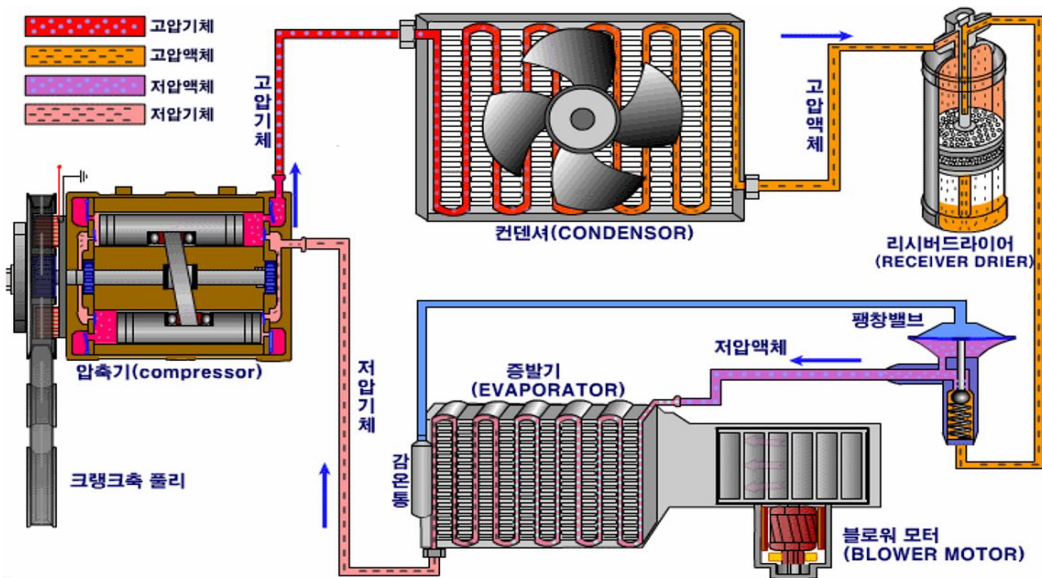 고압기체
고압액체
저압액체
저압기체
고압기체
고압액체
컨덴셔(CONDENSOR)
리시버드라이어
(RECEIVER DRIER)
압축기(compressor)
저압기체
증발기
(EVAPORATOR)
저압액체
팽창밸브
감온통
크랭크축 풀리
블로워 모터
(BLOWER MOTOR)